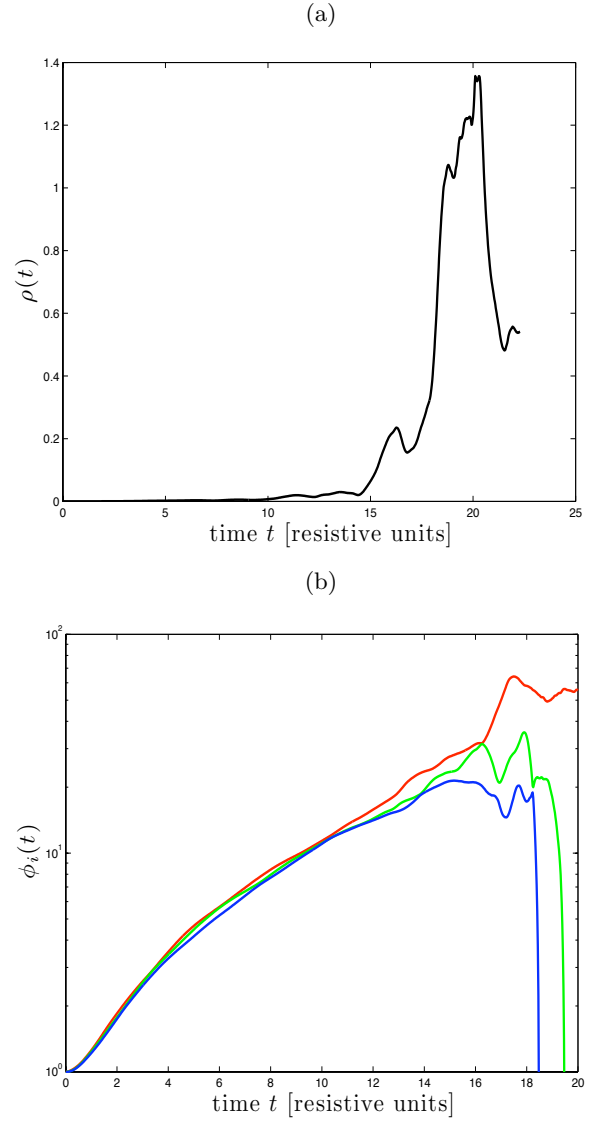 (a)
1.4
1.2
1
0.8
0.6
0.4
0.2
0
ρ(t)
0 5 10 15 20 25
time t [resistive units]
(b)
10²
10¹
10⁰
ϕᵢ(t)
0 2 4 6 8 10 12 14 16 18 20
time t [resistive units]